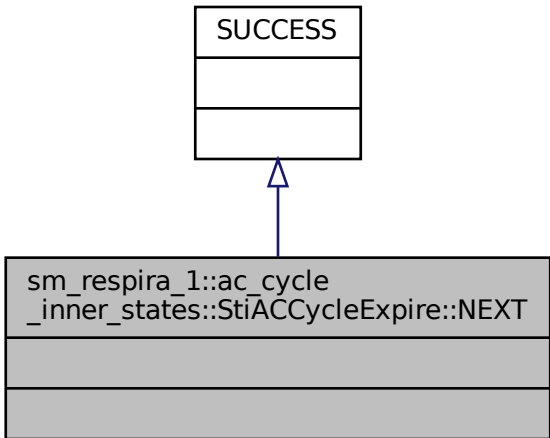 SUCCESS
sm_respira_1::ac_cycle
_inner_states::StiACCycleExpire::NEXT